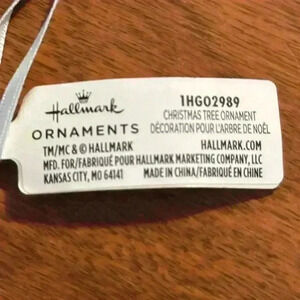 Hallmark
ORNAMENTS
TM/MC & © HALLMARK
MFD. FOR/FABRIQUÉ POUR HALLMARK MARKETING COMPANY, LLC
KANSAS CITY, MO 64141
1HGO2989
CHRISTMAS TREE ORNAMENT
DÉCORATION POUR L'ARBRE DE NOËL
HALLMARK.COM
MADE IN CHINA/FABRIQUÉ EN CHINE